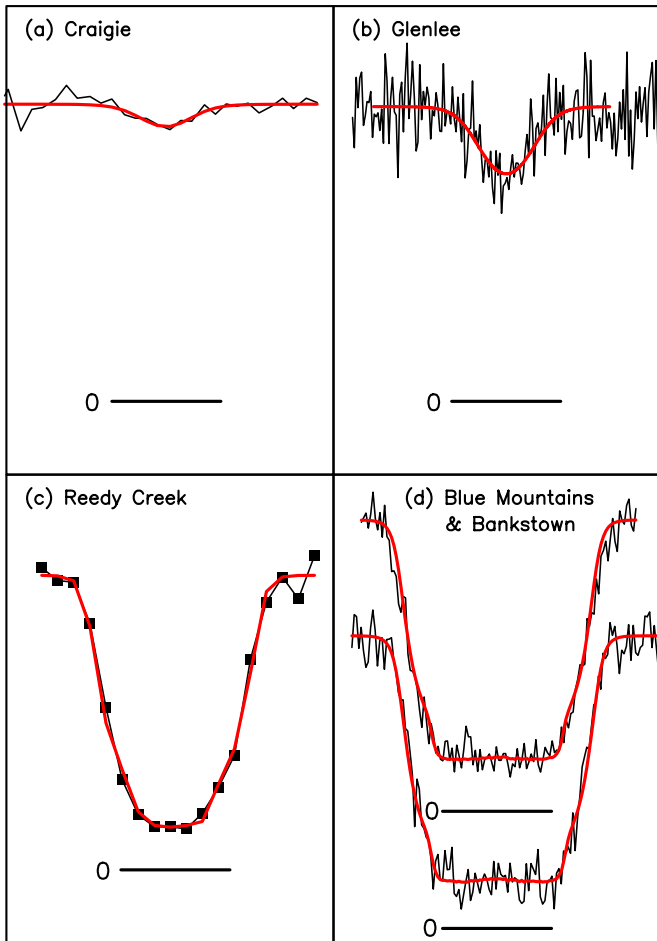 (a) Craigie
0
(b) Glenlee
0
(c) Reedy Creek
0
(d) Blue Mountains
& Bankstown
0
0